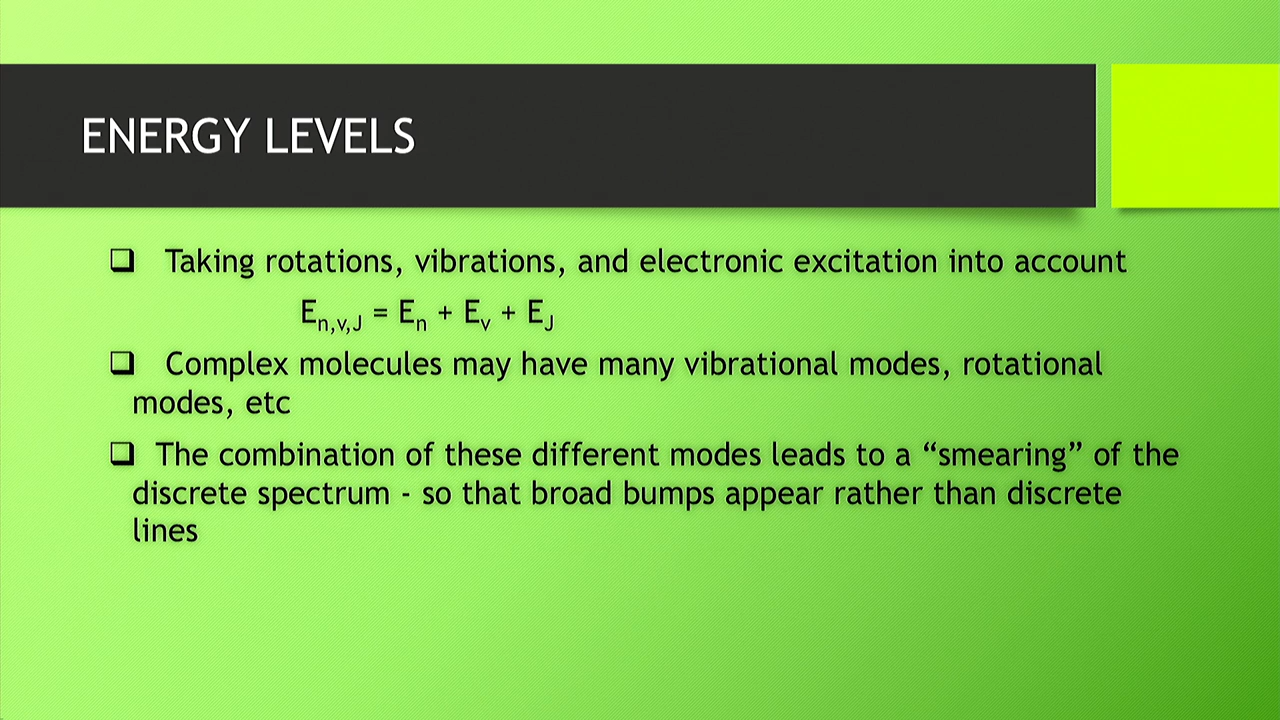 ENERGY LEVELS
❑ Taking rotations, vibrations, and electronic excitation into account
Eₙ,ᵥ,J = Eₙ + Eᵥ + EJ
❑ Complex molecules may have many vibrational modes, rotational
modes, etc
❑ The combination of these different modes leads to a “smearing” of the
discrete spectrum - so that broad bumps appear rather than discrete
lines